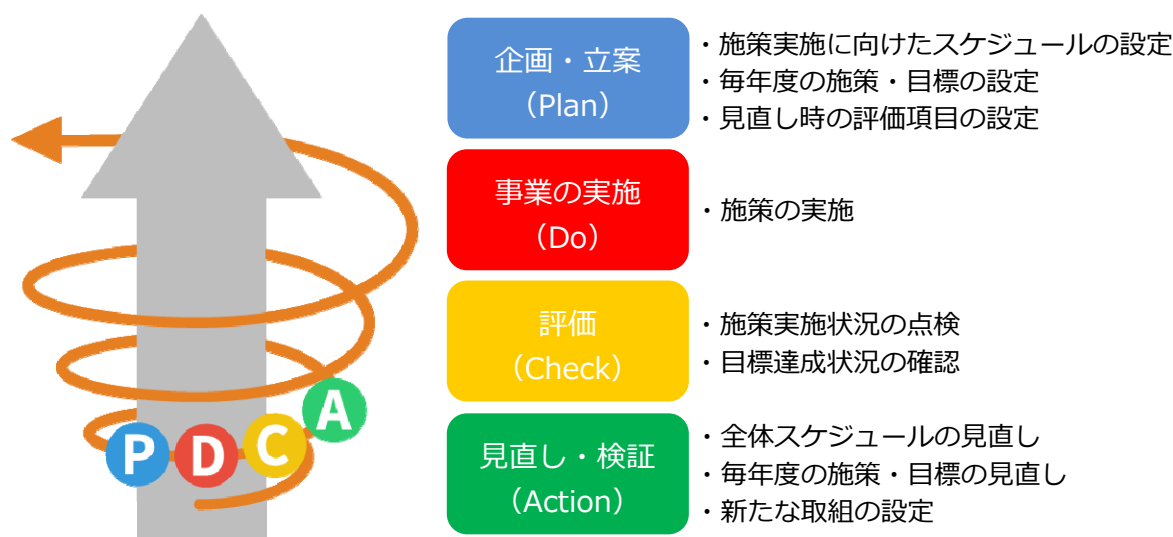 企画・立案
（Plan）
・施策実施に向けたスケジュールの設定
・毎年度の施策・目標の設定
・見直し時の評価項目の設定
事業の実施
（Do）
・施策の実施
評価
（Check）
・施策実施状況の点検
・目標達成状況の確認
見直し・検証
（Action）
・全体スケジュールの見直し
・毎年度の施策・目標の見直し
・新たな取組の設定
P D C A